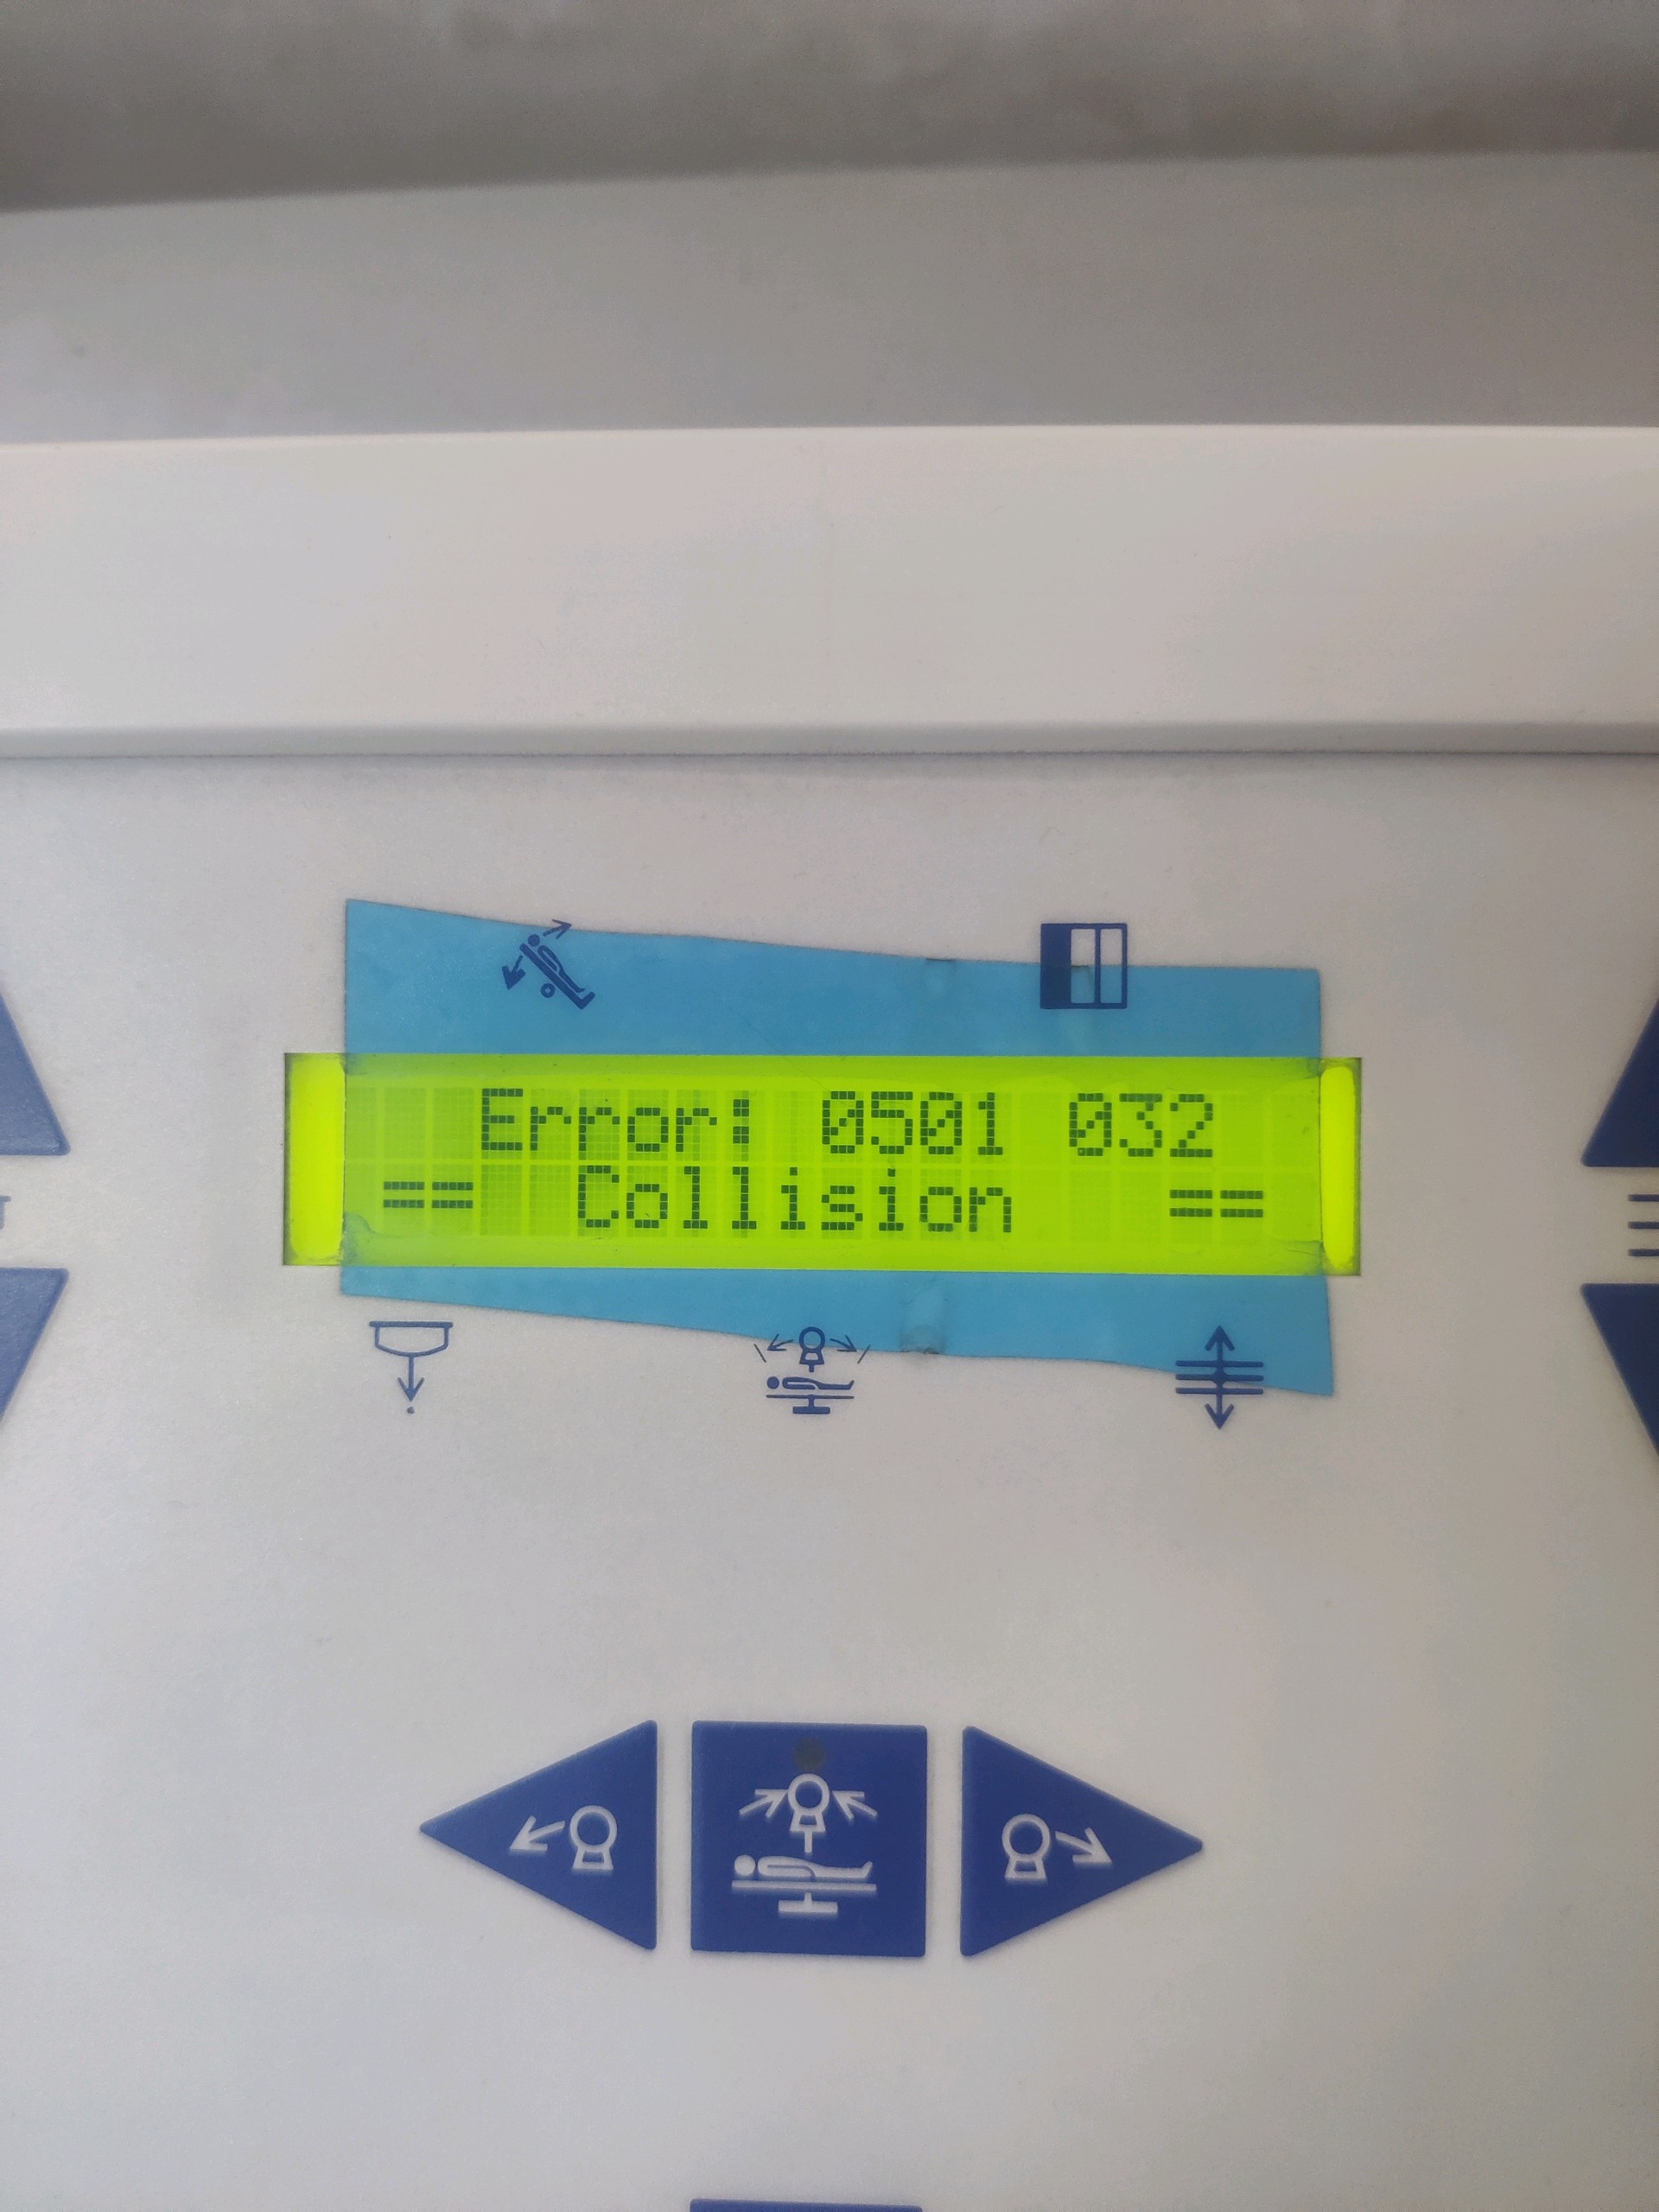 Error: 0501 032
== Collision ==